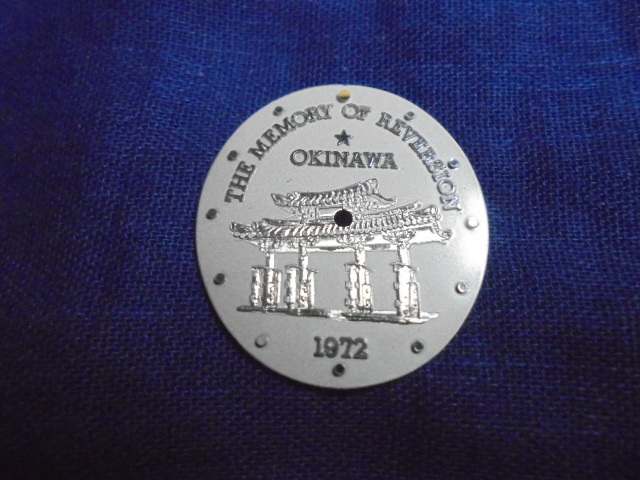 THE MEMORY OF REVERSION
OKINAWA
1972